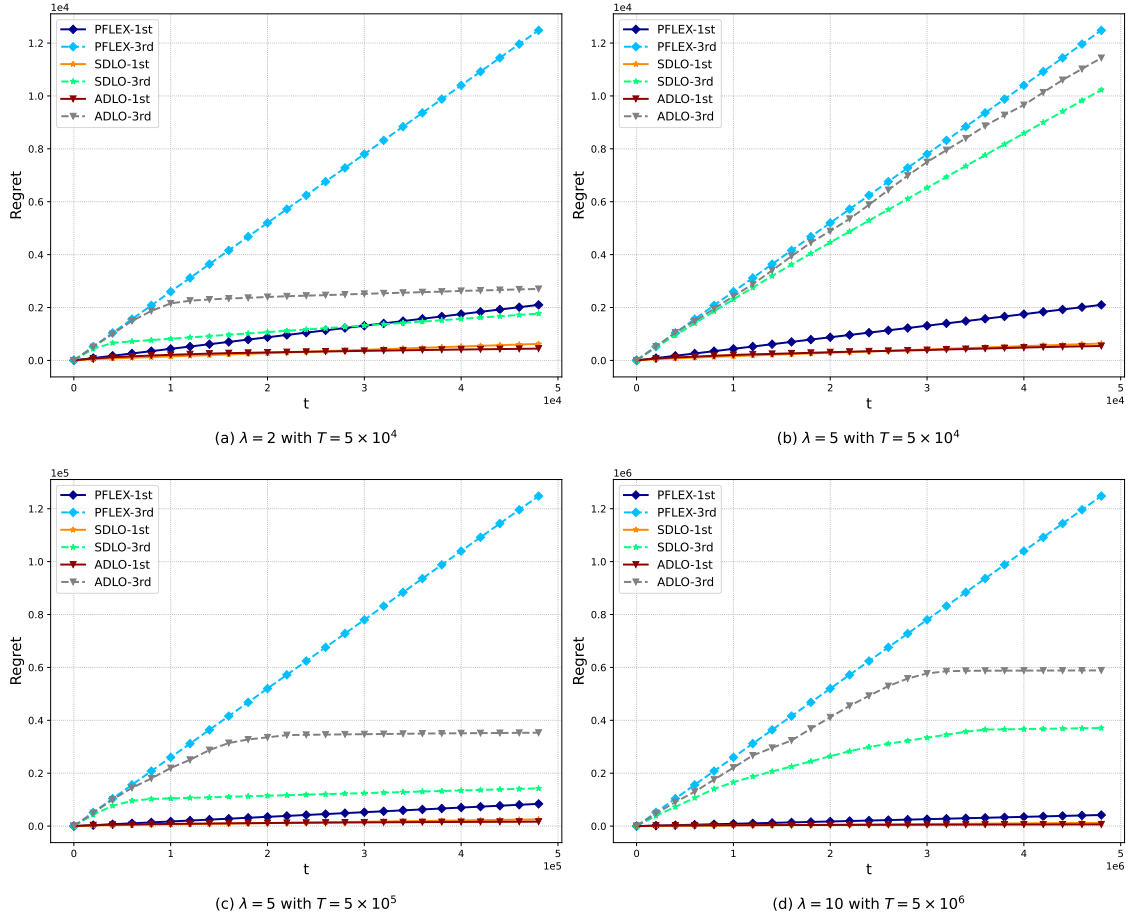 1e4
1.2
1.0
0.8
0.6
0.4
0.2
0.0
Regret
PFLEX-1st
PFLEX-3rd
SDLO-1st
SDLO-3rd
ADLO-1st
ADLO-3rd
0 1 2 3 4 5
1e4
t
(a) λ = 2 with T = 5 × 10⁴
1e4
1.2
1.0
0.8
0.6
0.4
0.2
0.0
Regret
PFLEX-1st
PFLEX-3rd
SDLO-1st
SDLO-3rd
ADLO-1st
ADLO-3rd
0 1 2 3 4 5
1e4
t
(b) λ = 5 with T = 5 × 10⁴
1e5
1.2
1.0
0.8
0.6
0.4
0.2
0.0
Regret
PFLEX-1st
PFLEX-3rd
SDLO-1st
SDLO-3rd
ADLO-1st
ADLO-3rd
0 1 2 3 4 5
1e5
t
(c) λ = 5 with T = 5 × 10⁵
1e6
1.2
1.0
0.8
0.6
0.4
0.2
0.0
Regret
PFLEX-1st
PFLEX-3rd
SDLO-1st
SDLO-3rd
ADLO-1st
ADLO-3rd
0 1 2 3 4 5
1e6
t
(d) λ = 10 with T = 5 × 10⁶